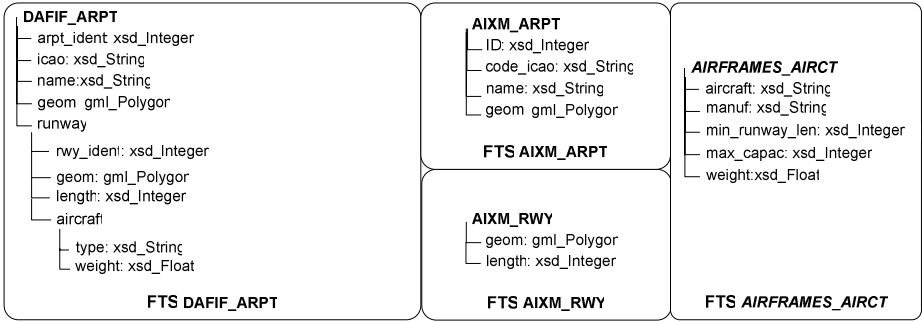 DAFIF_ARPT
arpt_ident: xsd_Integer
icao: xsd_String
name:xsd_String
geom gml_Polygon
runway
rwy_ident: xsd_Integer
geom: gml_Polygon
length: xsd_Integer
aircraft
type: xsd_String
weight: xsd_Float
FTS DAFIF_ARPT
AIXM_ARPT
ID: xsd_Integer
code_icao: xsd_String
name: xsd_String
geom gml_Polygon
FTS AIXM_ARPT
AIXM_RWY
geom: gml_Polygon
length: xsd_Integer
FTS AIXM_RWY
AIRFRAMES_AIRCT
aircraft: xsd_String
manuf: xsd_String
min_runway_len: xsd_Integer
max_capac: xsd_Integer
weight:xsd_Float
FTS AIRFRAMES_AIRCT